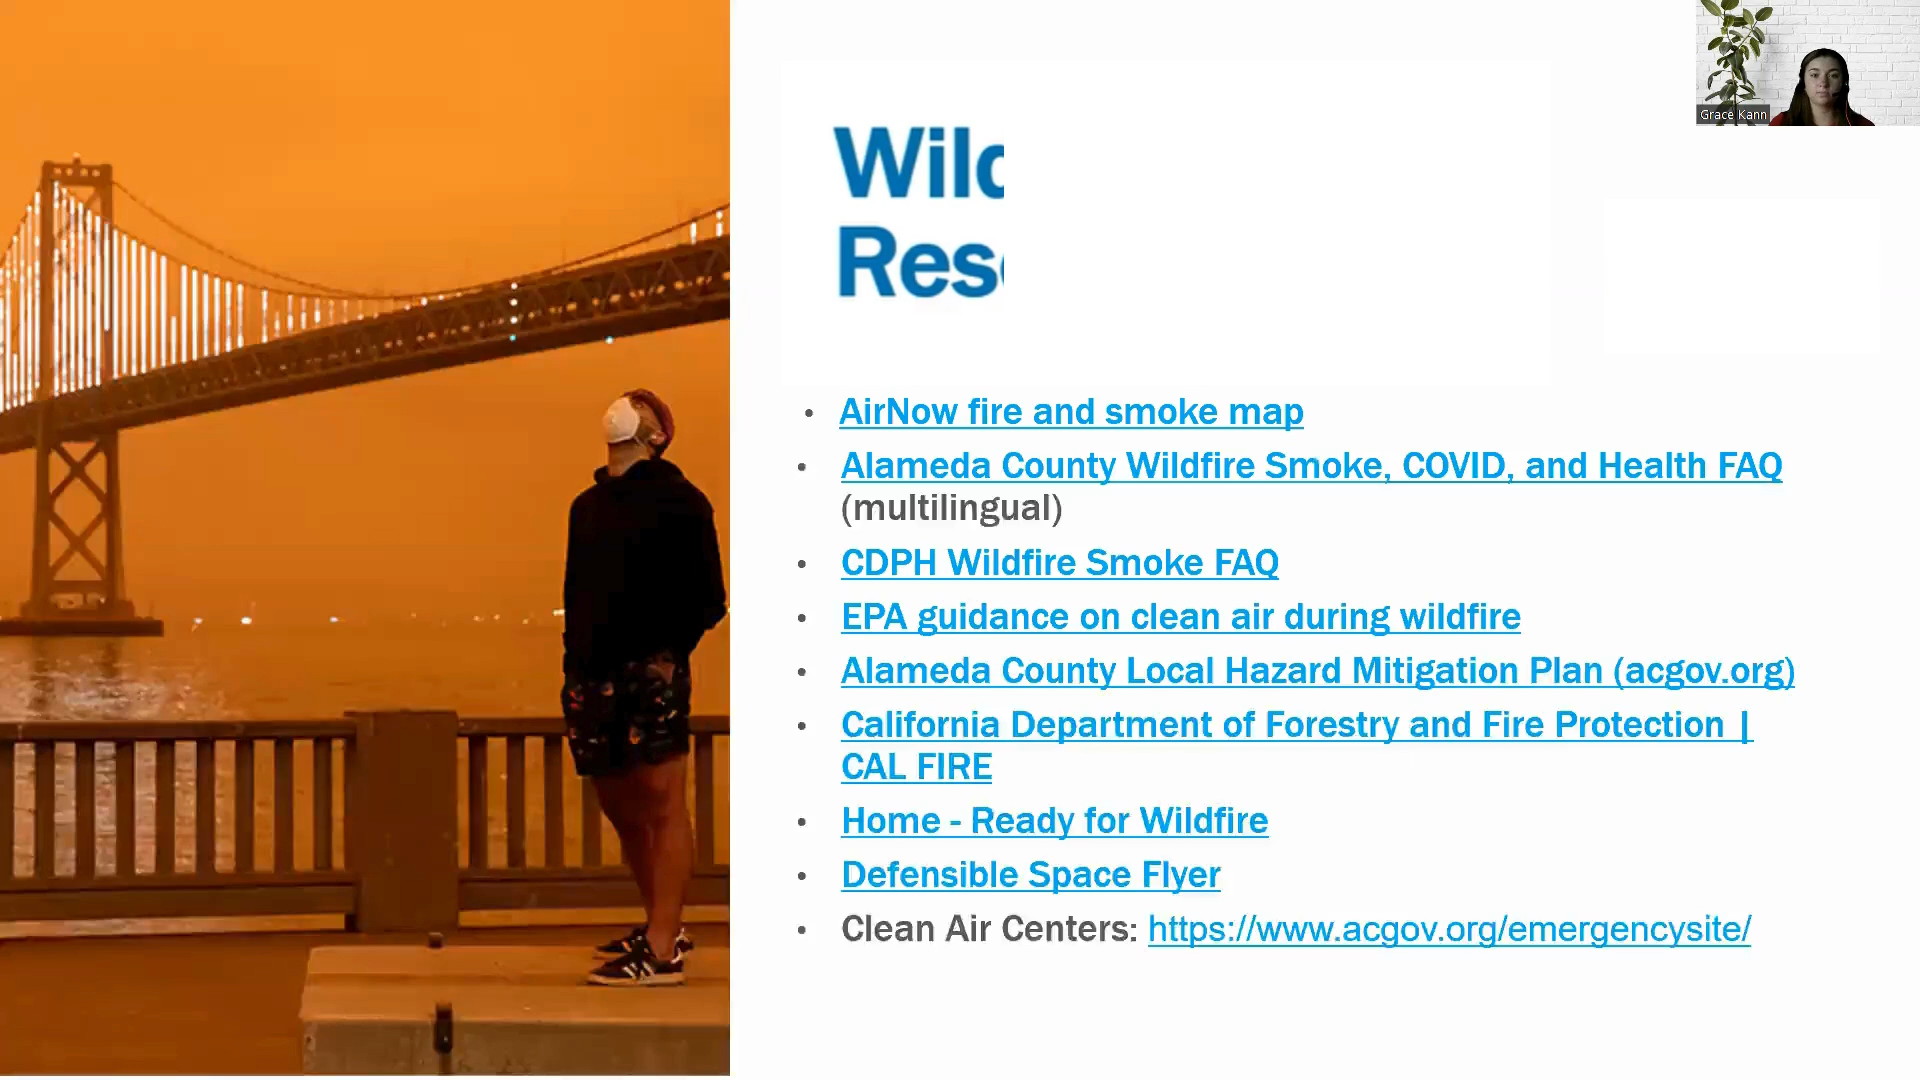 Grace Kann
Wild
Res
• AirNow fire and smoke map
• Alameda County Wildfire Smoke, COVID, and Health FAQ
(multilingual)
• CDPH Wildfire Smoke FAQ
• EPA guidance on clean air during wildfire
• Alameda County Local Hazard Mitigation Plan (acgov.org)
• California Department of Forestry and Fire Protection |
CAL FIRE
• Home - Ready for Wildfire
• Defensible Space Flyer
• Clean Air Centers: https://www.acgov.org/emergencysite/